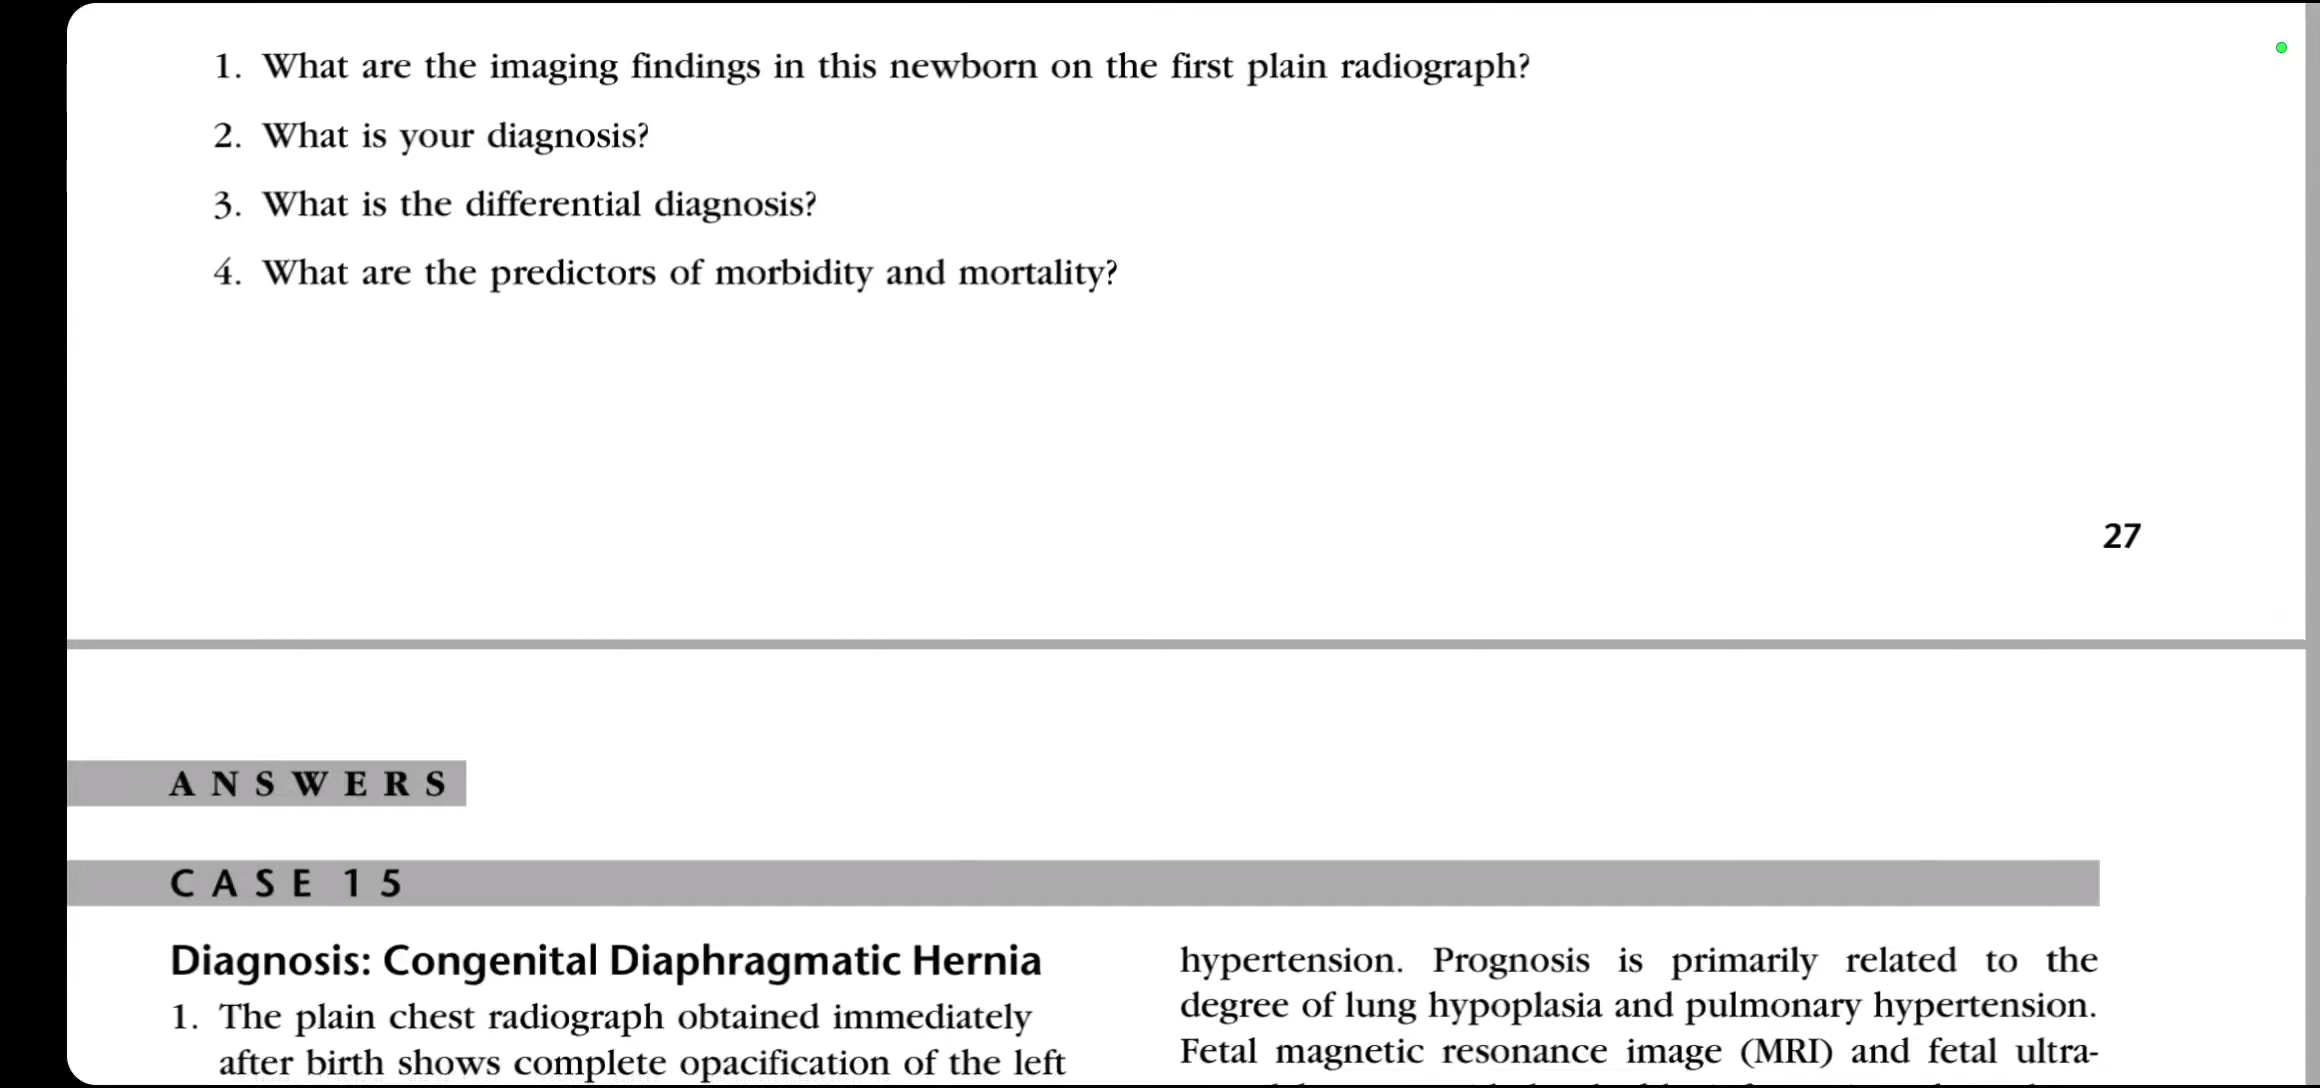 1. What are the imaging findings in this newborn on the first plain radiograph?
2. What is your diagnosis?
3. What is the differential diagnosis?
4. What are the predictors of morbidity and mortality?
27
ANSWERS
CASE 15
Diagnosis: Congenital Diaphragmatic Hernia
1. The plain chest radiograph obtained immediately
after birth shows complete opacification of the left
hypertension. Prognosis is primarily related to the
degree of lung hypoplasia and pulmonary hypertension.
Fetal magnetic resonance image (MRI) and fetal ultra-